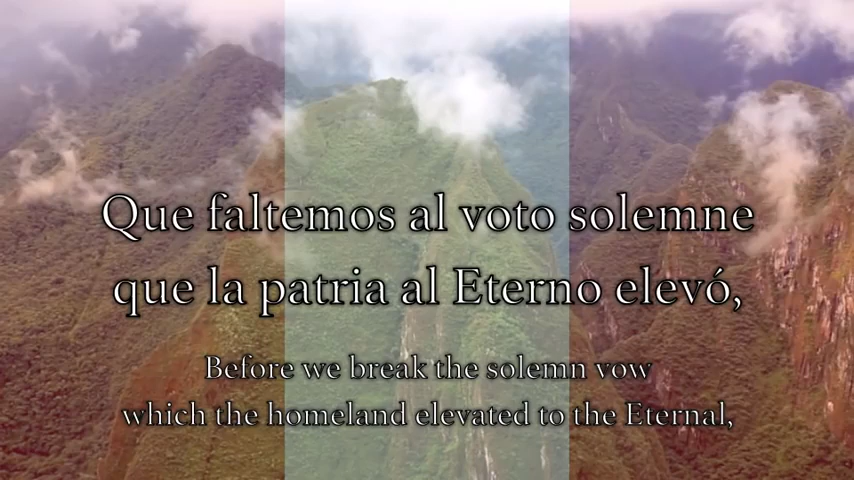 Que faltemos al voto solemne
que la patria al Eterno elevó,
Before we break the solemn vow
which the homeland elevated to the Eternal,